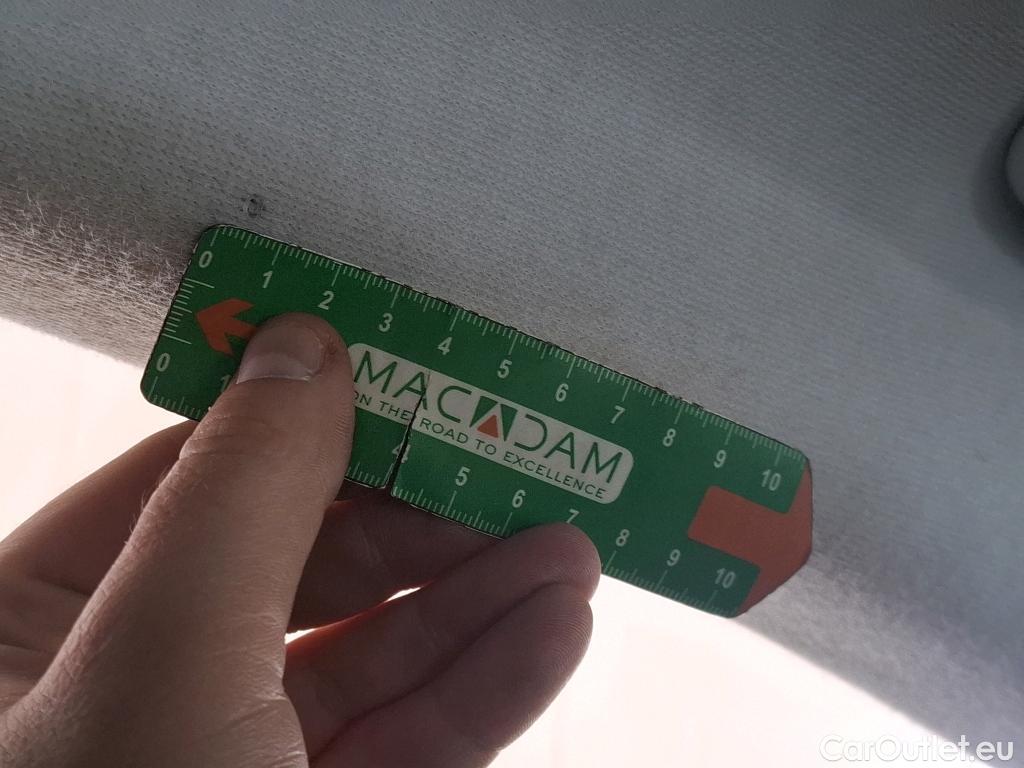 0 1 2 3 4 5 6 7 8 9 10
MACADAM
ON THE ROAD TO EXCELLENCE
0 1 4 5 6 7 8 9 10
CarOutlet.eu